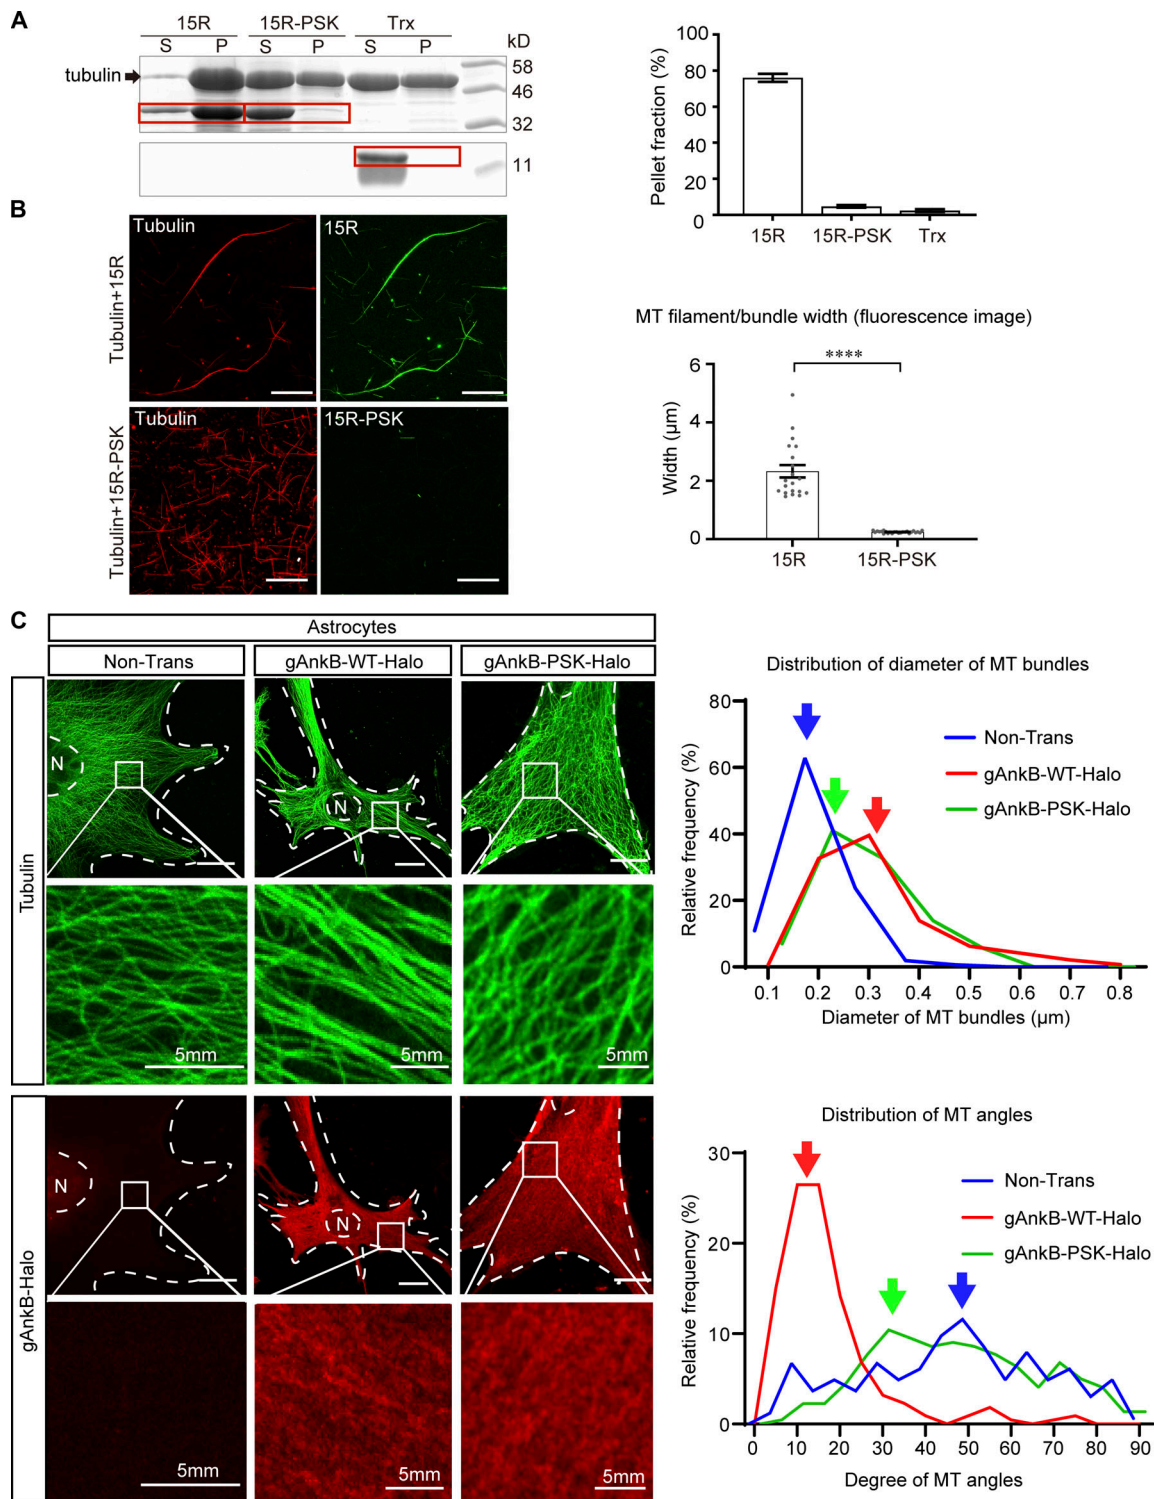 A
15R 15R-PSK Trx
S P S P S P kD
tubulin
58
46
32
11
Pellet fraction (%)
100
80
60
40
20
0
15R 15R-PSK Trx
B
Tubulin+15R
Tubulin 15R
Tubulin+15R-PSK
Tubulin 15R-PSK
MT filament/bundle width (fluorescence image)
****
Width (μm)
6
4
2
0
15R 15R-PSK
C
Astrocytes
Non-Trans gAnkB-WT-Halo gAnkB-PSK-Halo
Tubulin
N N
5mm 5mm 5mm
gAnkB-Halo
N N
5mm 5mm 5mm
Distribution of diameter of MT bundles
Relative frequency (%)
80
60
40
20
0
Non-Trans
gAnkB-WT-Halo
gAnkB-PSK-Halo
0.1 0.2 0.3 0.4 0.5 0.6 0.7 0.8
Diameter of MT bundles (μm)
Distribution of MT angles
Relative frequency (%)
30
20
10
0
Non-Trans
gAnkB-WT-Halo
gAnkB-PSK-Halo
0 10 20 30 40 50 60 70 80 90
Degree of MT angles